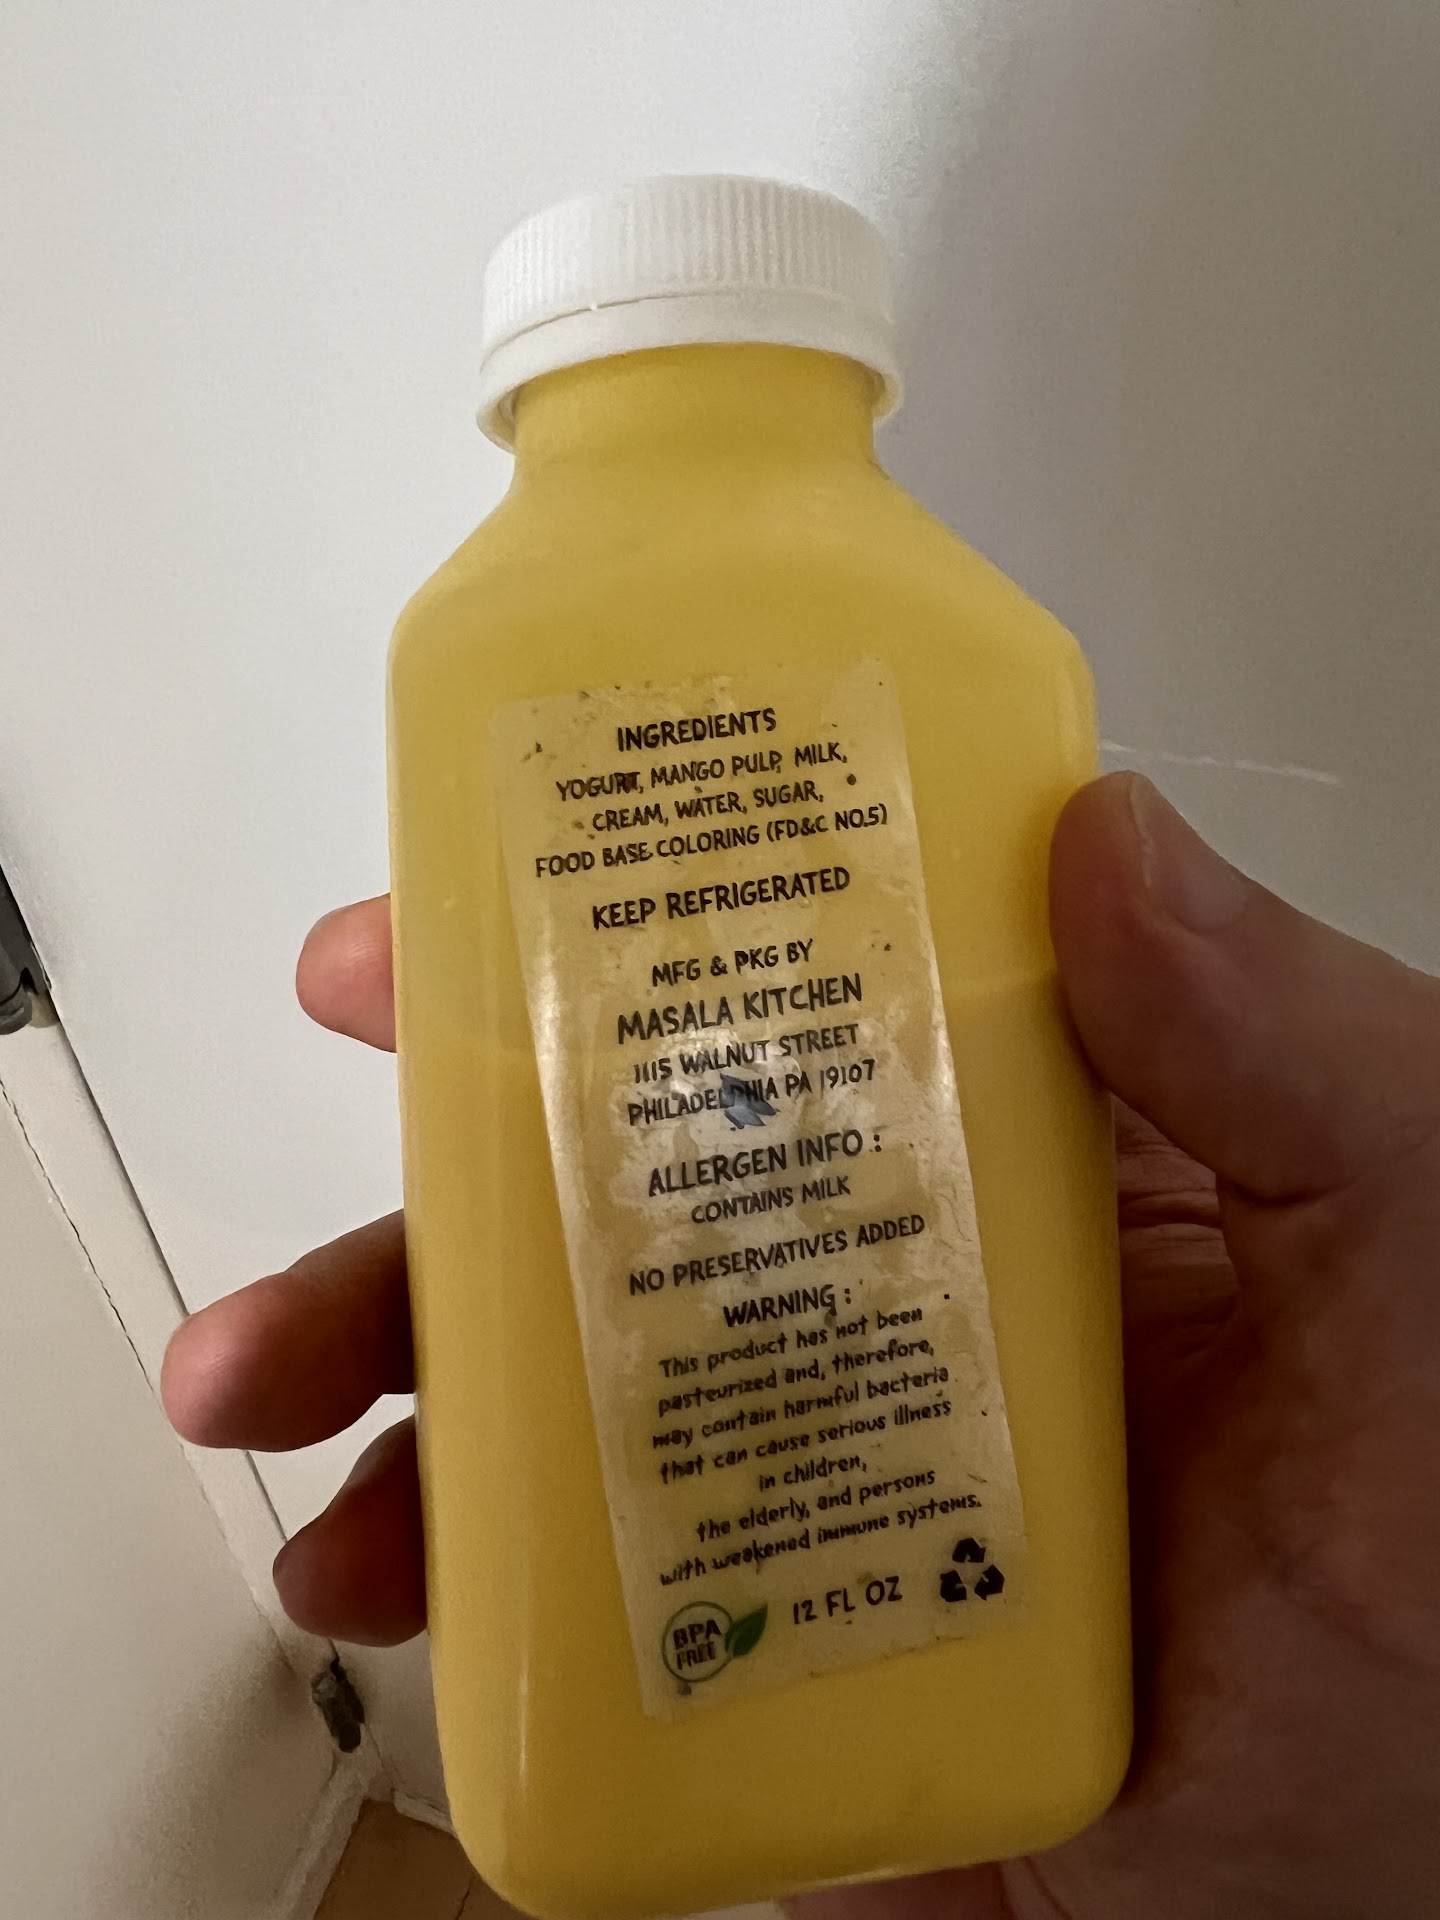 INGREDIENTS
YOGURT, MANGO PULP, MILK,
CREAM, WATER, SUGAR,
FOOD BASE COLORING (FD&C NO.5)
KEEP REFRIGERATED
MFG & PKG BY
MASALA KITCHEN
1115 WALNUT STREET
PHILADELPHIA PA 19107
ALLERGEN INFO :
CONTAINS MILK
NO PRESERVATIVES ADDED
WARNING :
This product has not been
pasteurized and, therefore,
may contain harmful bacteria
that can cause serious illness
in children,
the elderly, and persons
with weakened immune systems.
12 FL OZ
BPA
FREE